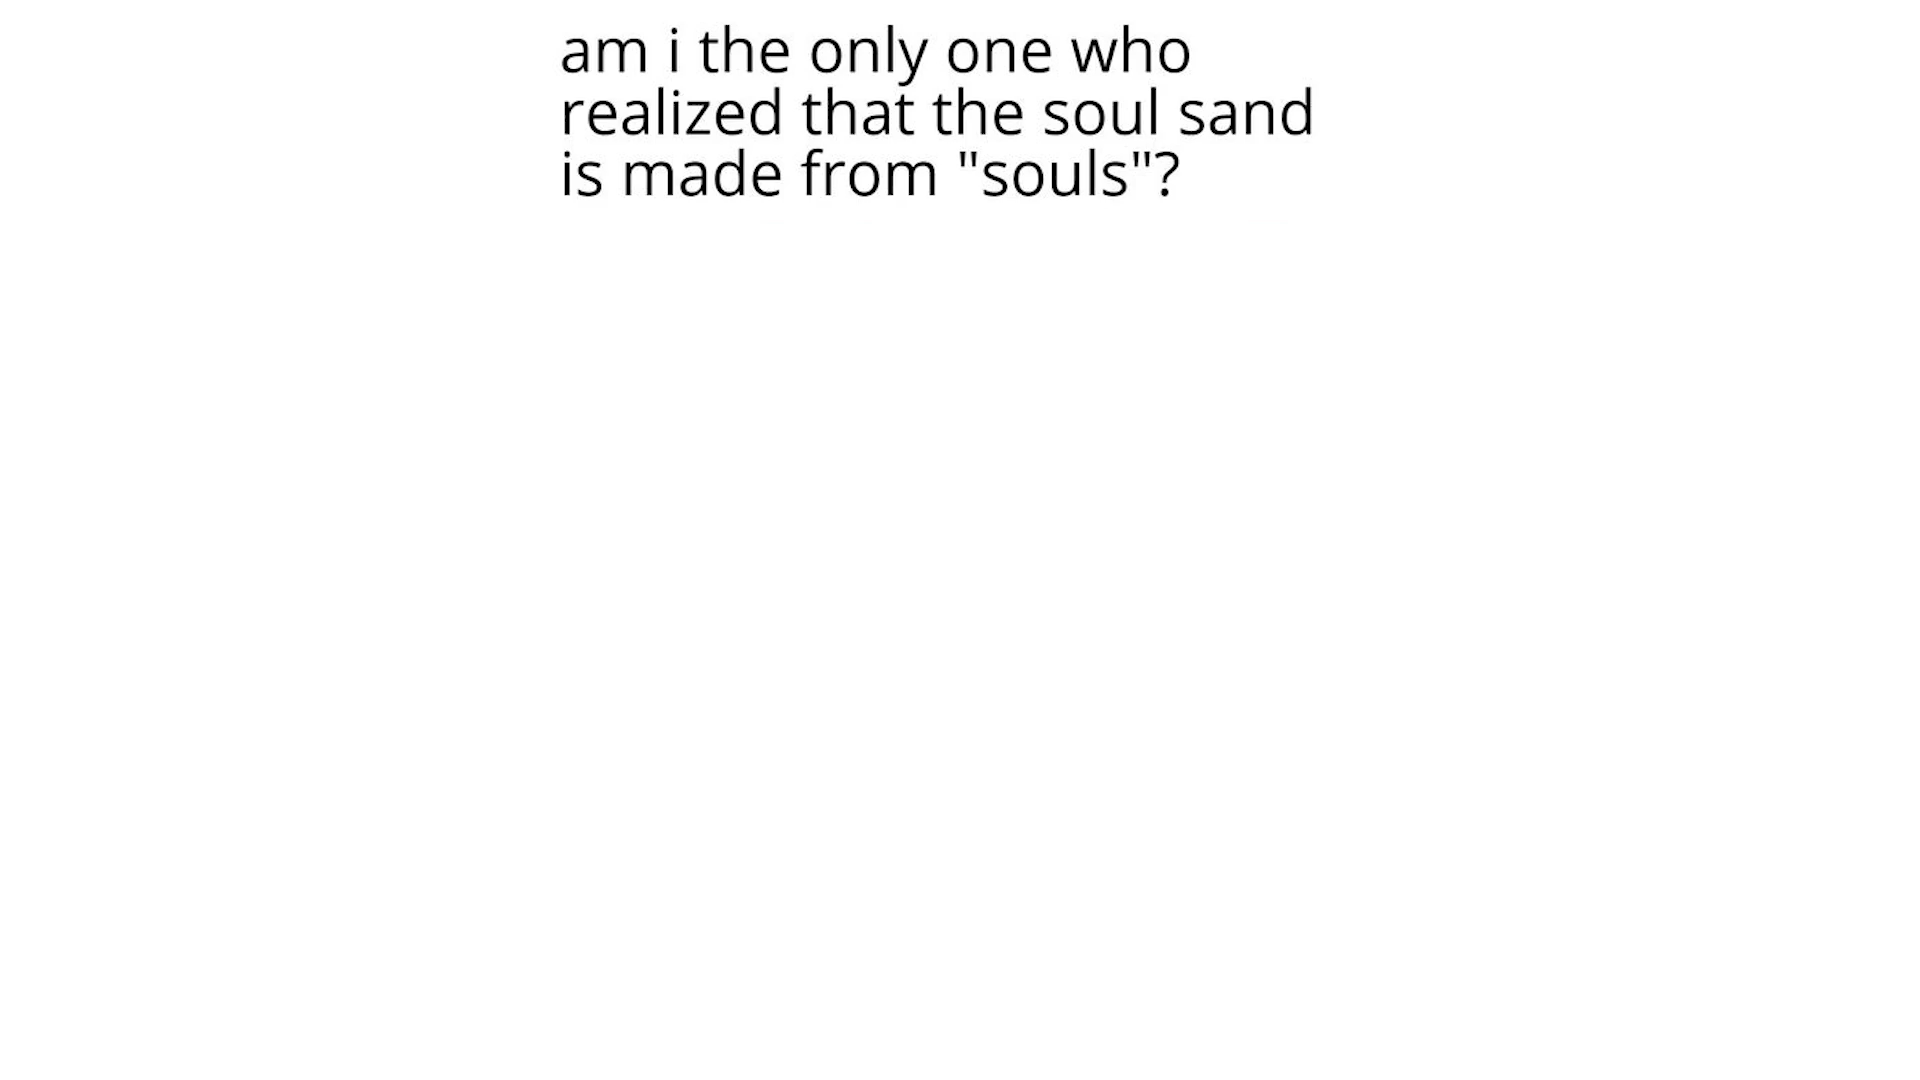 am i the only one who
realized that the soul sand
is made from "souls"?